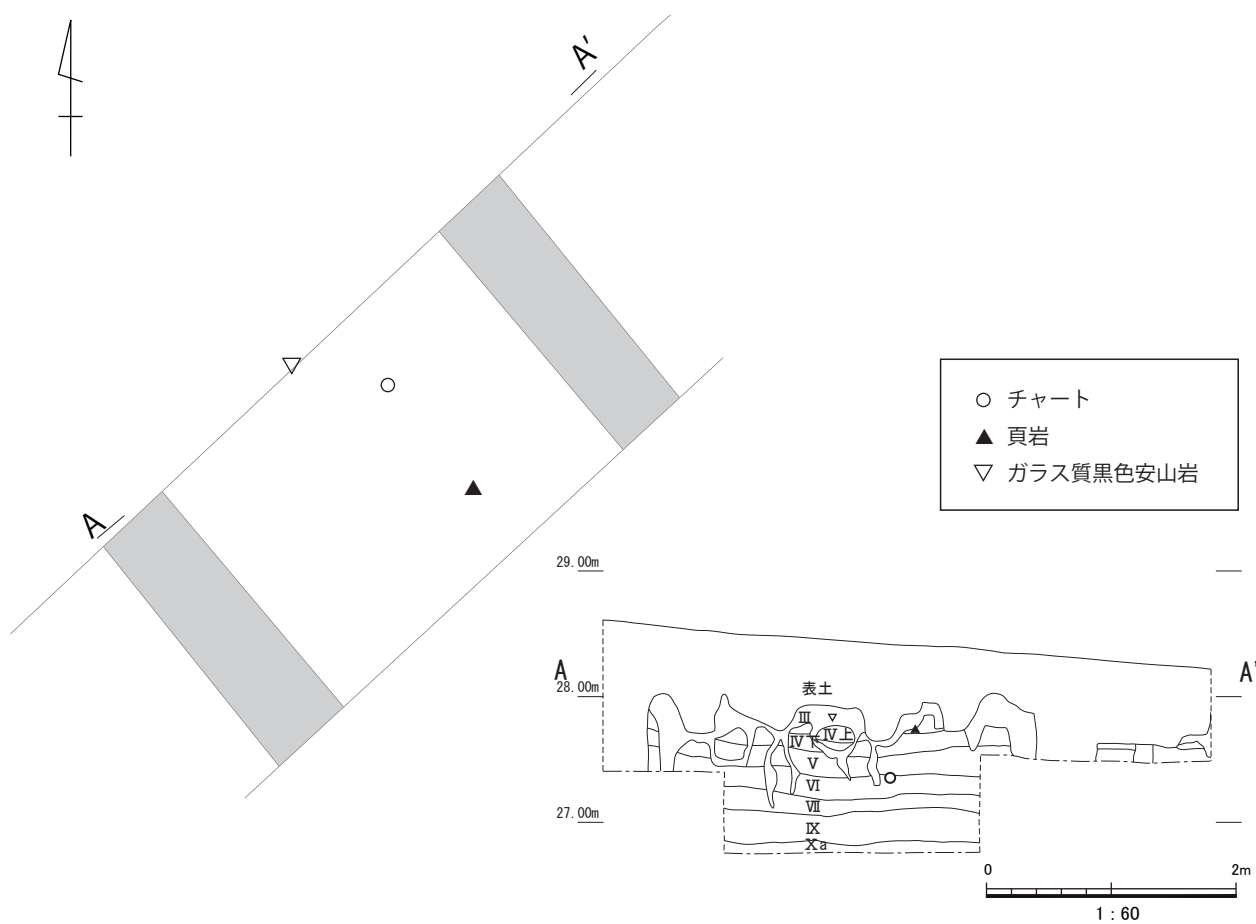 A'
A
チャート
頁岩
ガラス質黒色安山岩
29.00m
A
A'
28.00m
表土
Ⅲ
Ⅳ上
Ⅳ下
Ⅴ
Ⅵ
Ⅶ
27.00m
Ⅸ
Ⅹa
0
2m
1：60